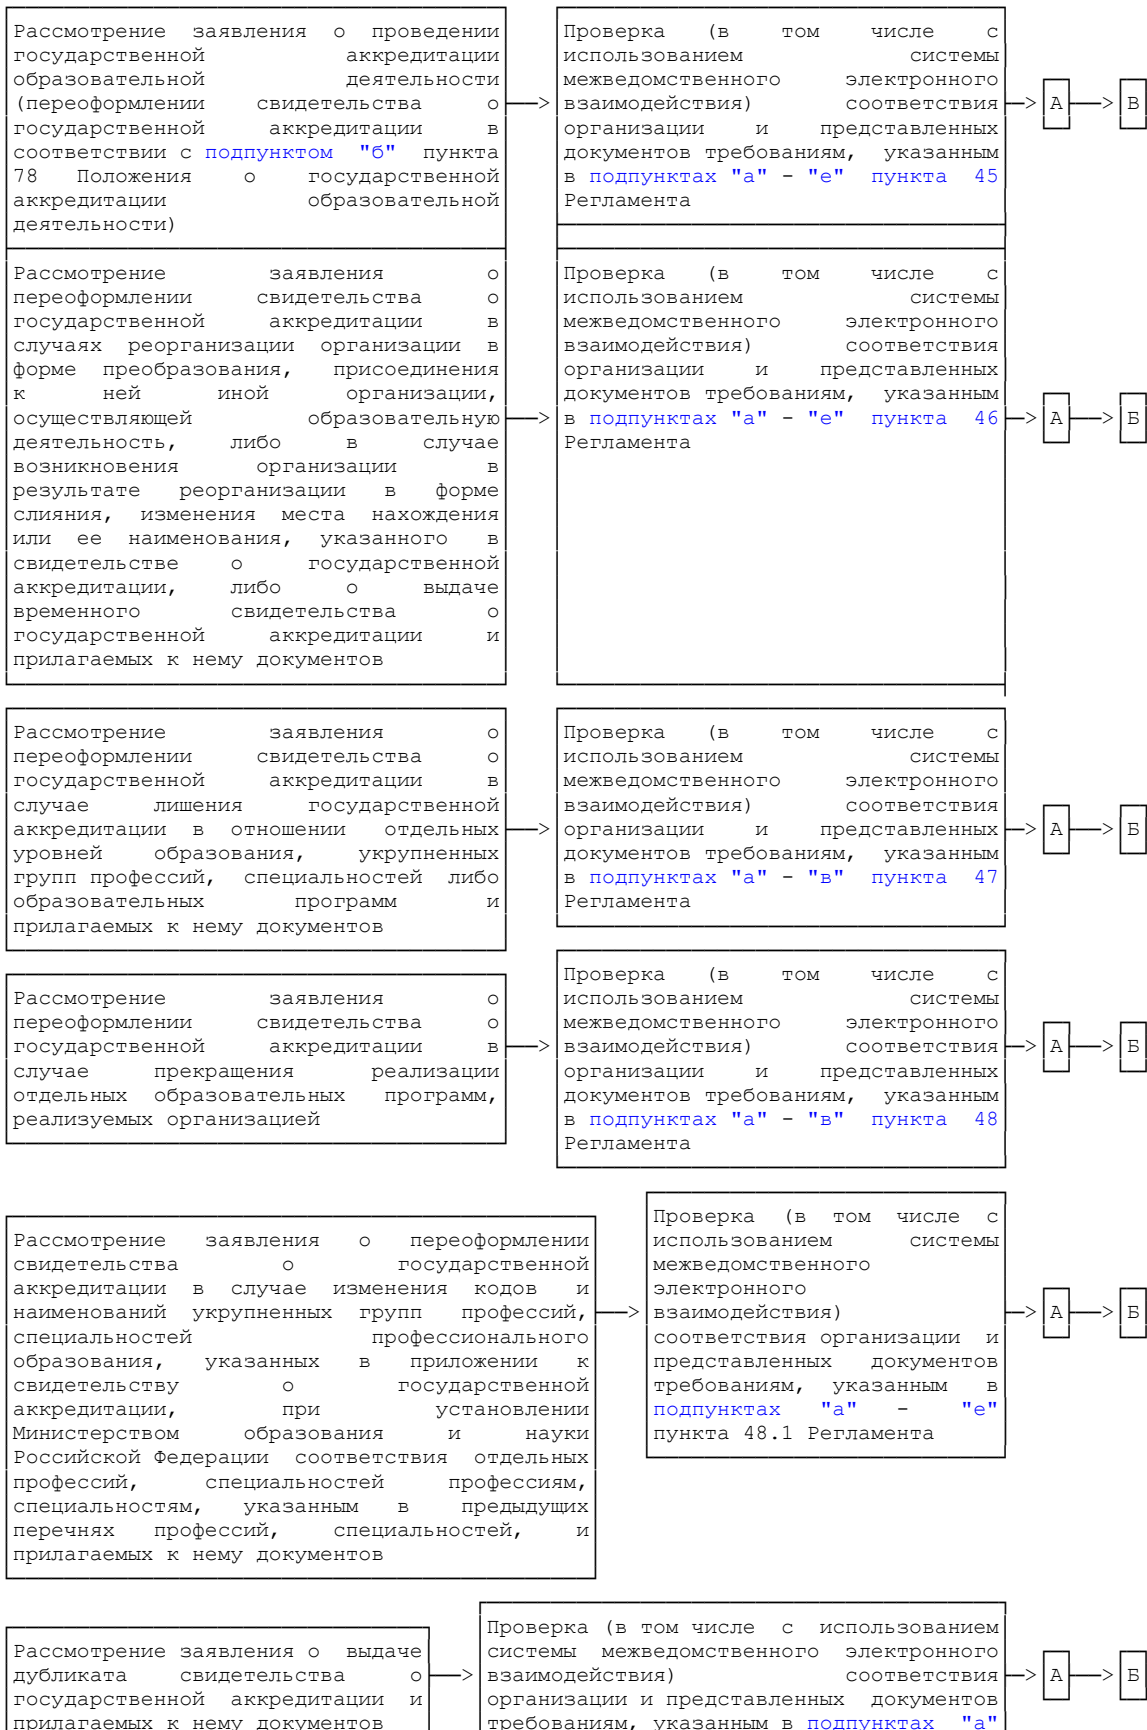 Рассмотрение заявления о проведении
государственной аккредитации
образовательной деятельности
(переоформлении свидетельства о
государственной аккредитации в
соответствии с подпунктом "б" пункта
78 Положения о государственной
аккредитации образовательной
деятельности)
Проверка (в том числе с
использованием системы
межведомственного электронного
взаимодействия) соответствия
организации и представленных
документов требованиям, указанным
в подпунктах "а" - "е" пункта 45
Регламента
А
В
Рассмотрение заявления о
переоформлении свидетельства о
государственной аккредитации в
случаях реорганизации организации в
форме преобразования, присоединения
к ней иной организации,
осуществляющей образовательную
деятельность, либо в случае
возникновения организации в
результате реорганизации в форме
слияния, изменения места нахождения
или ее наименования, указанного в
свидетельстве о государственной
аккредитации, либо о выдаче
временного свидетельства о
государственной аккредитации и
прилагаемых к нему документов
Проверка (в том числе с
использованием системы
межведомственного электронного
взаимодействия) соответствия
организации и представленных
документов требованиям, указанным
в подпунктах "а" - "е" пункта 46
Регламента
А
Б
Рассмотрение заявления о
переоформлении свидетельства о
государственной аккредитации в
случае лишения государственной
аккредитации в отношении отдельных
уровней образования, укрупненных
групп профессий, специальностей либо
образовательных программ и
прилагаемых к нему документов
Проверка (в том числе с
использованием системы
межведомственного электронного
взаимодействия) соответствия
организации и представленных
документов требованиям, указанным
в подпунктах "а" - "в" пункта 47
Регламента
А
Б
Рассмотрение заявления о
переоформлении свидетельства о
государственной аккредитации в
случае прекращения реализации
отдельных образовательных программ,
реализуемых организацией
Проверка (в том числе с
использованием системы
межведомственного электронного
взаимодействия) соответствия
организации и представленных
документов требованиям, указанным
в подпунктах "а" - "в" пункта 48
Регламента
А
Б
Рассмотрение заявления о переоформлении
свидетельства о государственной
аккредитации в случае изменения кодов и
наименований укрупненных групп профессий,
специальностей профессионального
образования, указанных в приложении к
свидетельству о государственной
аккредитации, при установлении
Министерством образования и науки
Российской Федерации соответствия отдельных
профессий, специальностей профессиям,
специальностям, указанным в предыдущих
перечнях профессий, специальностей, и
прилагаемых к нему документов
Проверка (в том числе с
использованием системы
межведомственного
электронного
взаимодействия)
соответствия организации и
представленных документов
требованиям, указанным в
подпунктах "а" - "е"
пункта 48.1 Регламента
А
Б
Рассмотрение заявления о выдаче
дубликата свидетельства о
государственной аккредитации и
прилагаемых к нему документов
Проверка (в том числе с использованием
системы межведомственного электронного
взаимодействия) соответствия
организации и представленных документов
требованиям, указанным в подпунктах "а"
А
Б